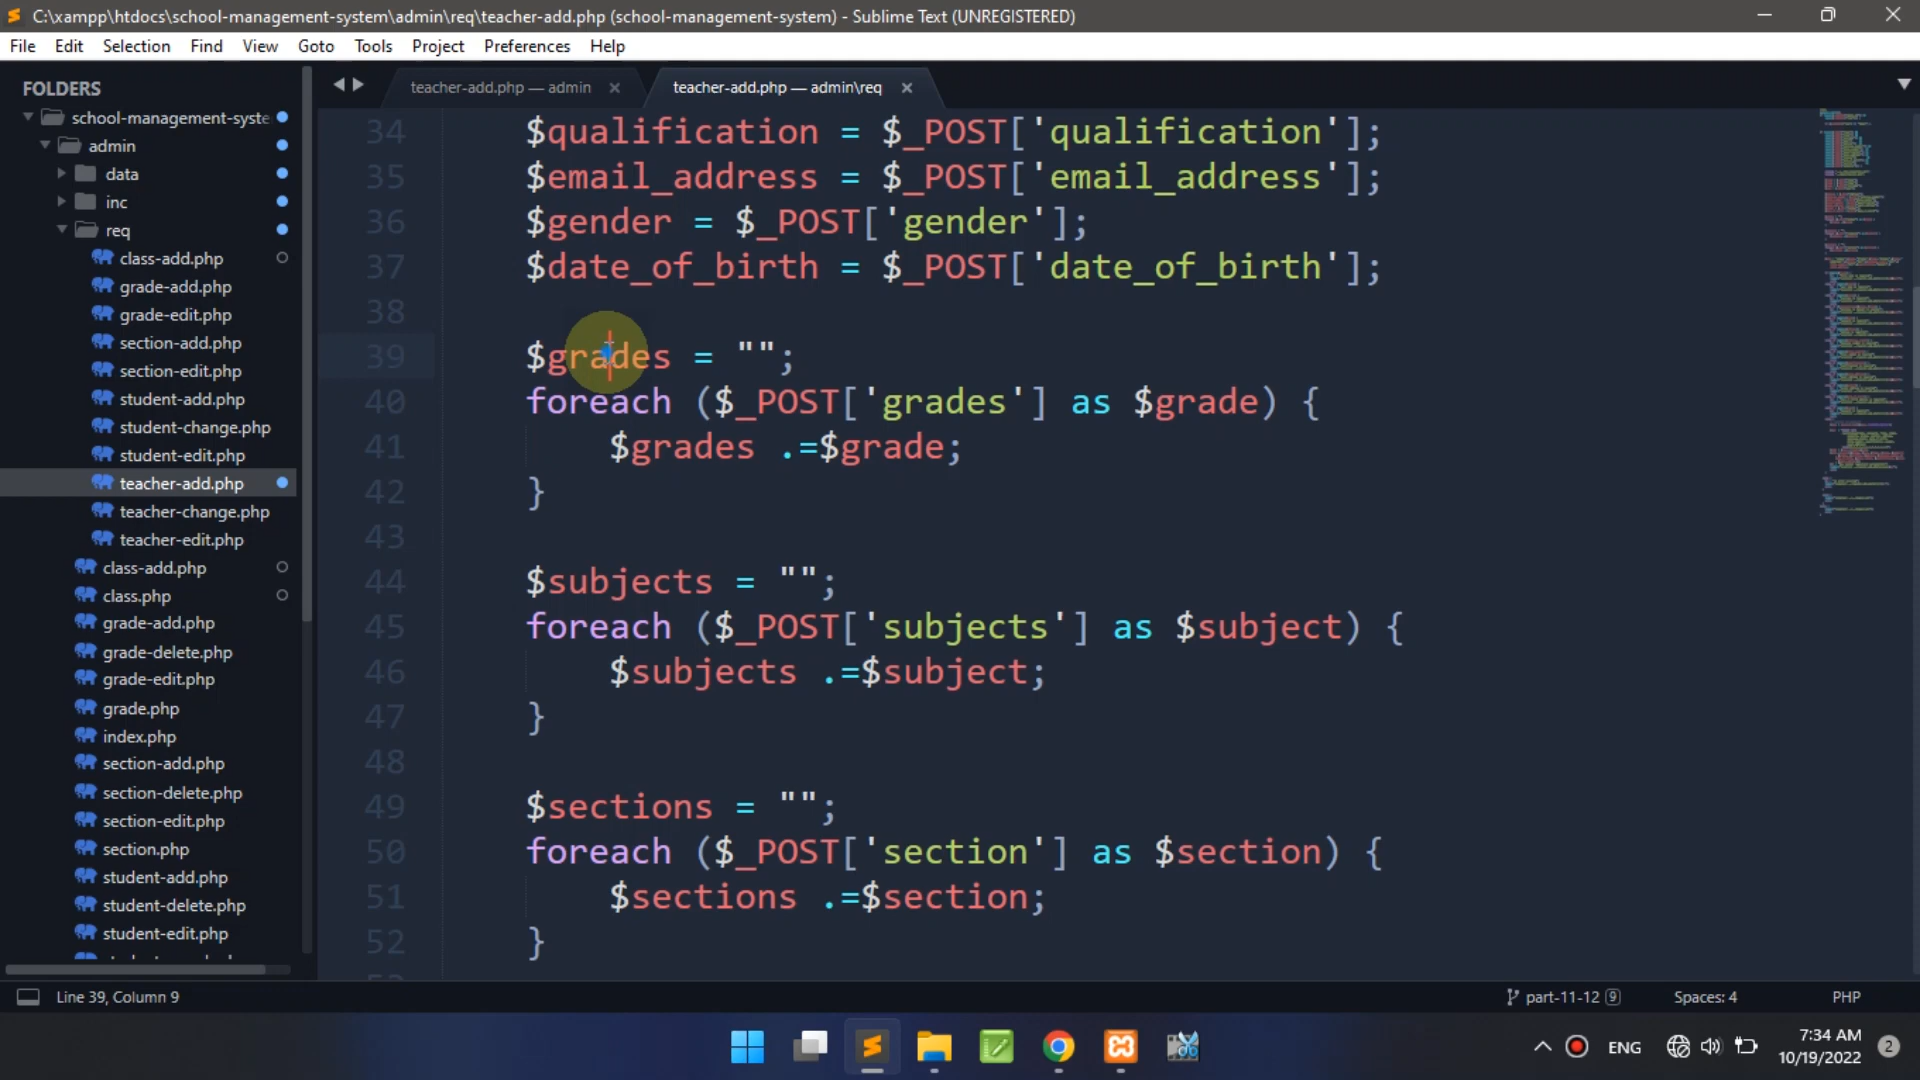 C:\xampp\htdocs\school-management-system\admin\req\teacher-add.php (school-management-system) - Sublime Text (UNREGISTERED)
File Edit Selection Find View Goto Tools Project Preferences Help
FOLDERS
school-management-syste
admin
data
inc
req
class-add.php
grade-add.php
grade-edit.php
section-add.php
section-edit.php
student-add.php
student-change.php
student-edit.php
teacher-add.php
teacher-change.php
teacher-edit.php
class-add.php
class.php
grade-add.php
grade-delete.php
grade-edit.php
grade.php
index.php
section-add.php
section-delete.php
section-edit.php
section.php
student-add.php
student-delete.php
student-edit.php
teacher-add.php — admin
teacher-add.php — admin\req
34 $qualification = $_POST['qualification'];
35 $email_address = $_POST['email_address'];
36 $gender = $_POST['gender'];
37 $date_of_birth = $_POST['date_of_birth'];
38
39 $grades = "";
40 foreach ($_POST['grades'] as $grade) {
41 $grades .=$grade;
42 }
43
44 $subjects = "";
45 foreach ($_POST['subjects'] as $subject) {
46 $subjects .=$subject;
47 }
48
49 $sections = "";
50 foreach ($_POST['section'] as $section) {
51 $sections .=$section;
52 }
Line 39, Column 9
part-11-12 9
Spaces: 4
PHP
ENG
7:34 AM
10/19/2022
2